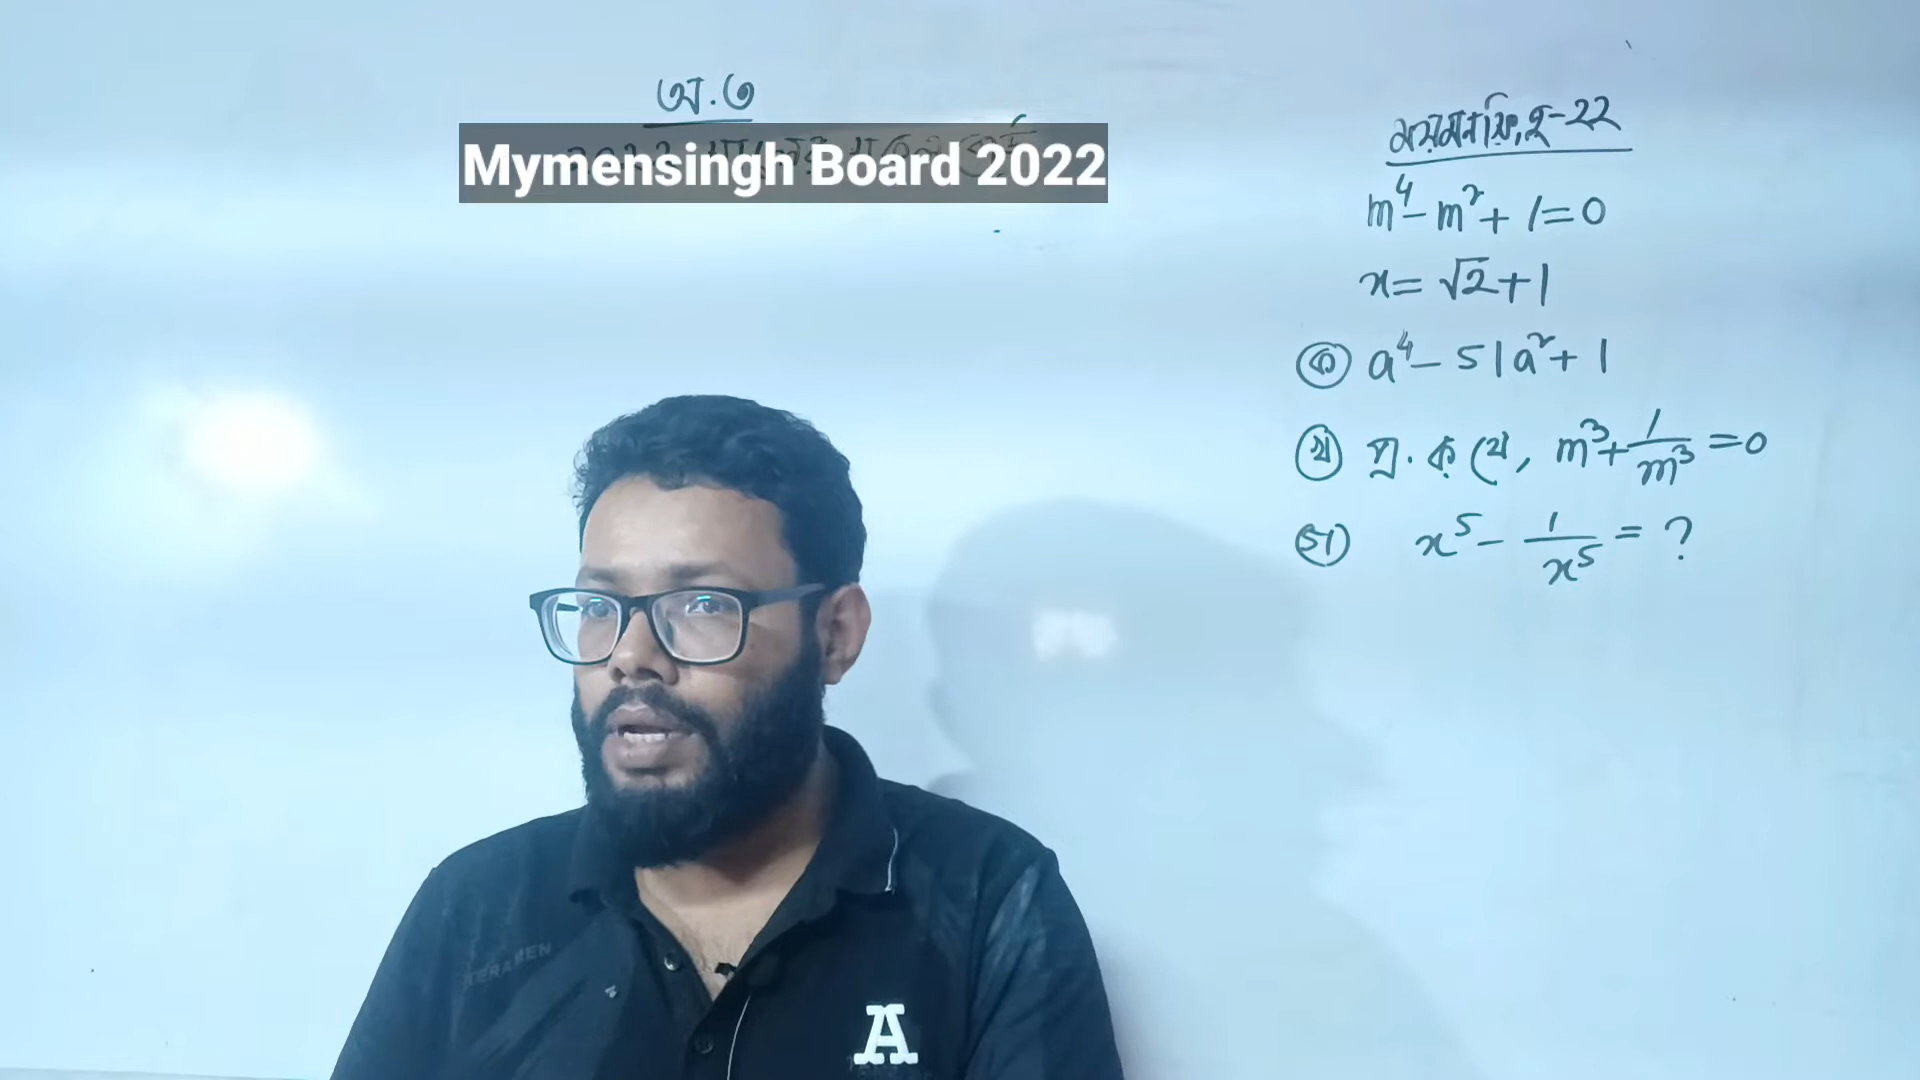 অ.৩
Mymensingh Board 2022
ময়মনসিংহ-22
m⁴ - m² + 1 = 0
x = √2 + 1
(ক) a⁴ - 51a² + 1
(খ) প্র. ক যে, m³ + 1/m³ = 0
(গ) x⁵ - 1/x⁵ = ?
A